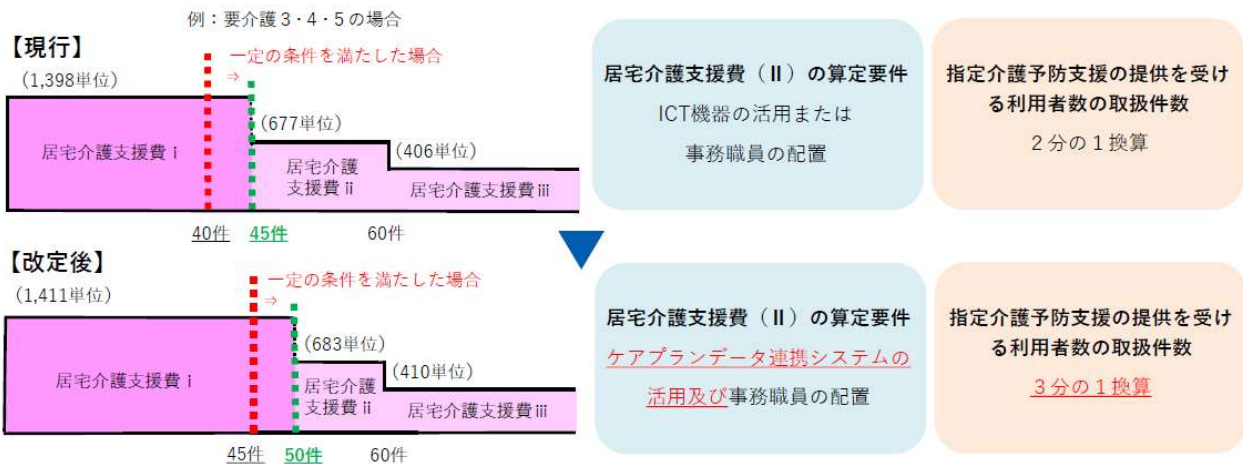 例：要介護３・４・５の場合
【現行】
一定の条件を満たした場合
⇒
（1,398単位）
（677単位）
（406単位）
居宅介護支援費 i
居宅介護
支援費 ii
居宅介護支援費 iii
40件
45件
60件
居宅介護支援費（Ⅱ）の算定要件
ICT機器の活用または
事務職員の配置
指定介護予防支援の提供を受け
る利用者数の取扱件数
２分の１換算
【改定後】
一定の条件を満たした場合
⇒
（1,411単位）
（683単位）
（410単位）
居宅介護支援費 i
居宅介護
支援費 ii
居宅介護支援費 iii
45件
50件
60件
居宅介護支援費（Ⅱ）の算定要件
ケアプランデータ連携システムの
活用及び事務職員の配置
指定介護予防支援の提供を受け
る利用者数の取扱件数
３分の１換算